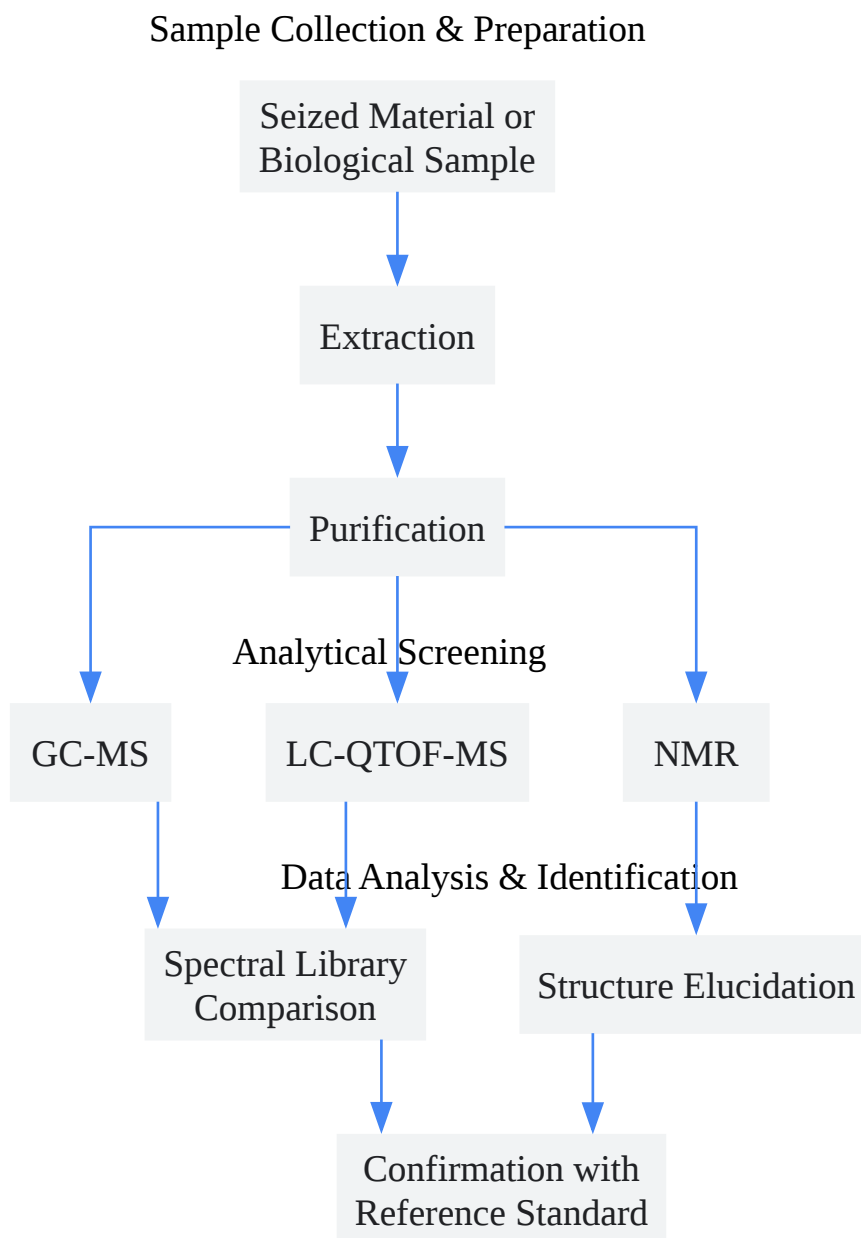 Sample Collection & Preparation
Seized Material or
Biological Sample
Extraction
Purification
Analytical Screening
GC-MS
LC-QTOF-MS
NMR
Data Analysis & Identification
Spectral Library
Comparison
Structure Elucidation
Confirmation with
Reference Standard